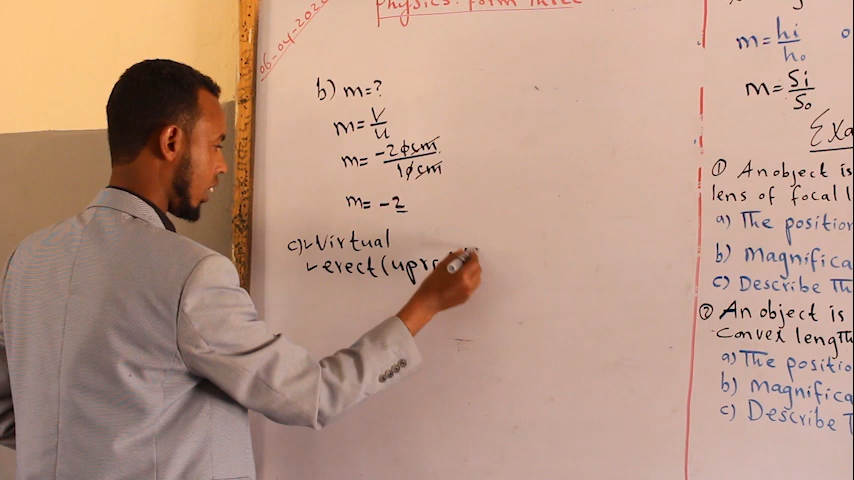 06-04-2020
Physics. form Three
b) m=?
m= V/u
m= -20cm/10cm
m= -2
c) Virtual
erect (upr
m= hi/ho
m= Si/So
Exa
① An object is
lens of focal l
a) The position
b) Magnifica
c) Describe Th
② An object is
Convex length
a) The positio
b) Magnifica
c) Describe T